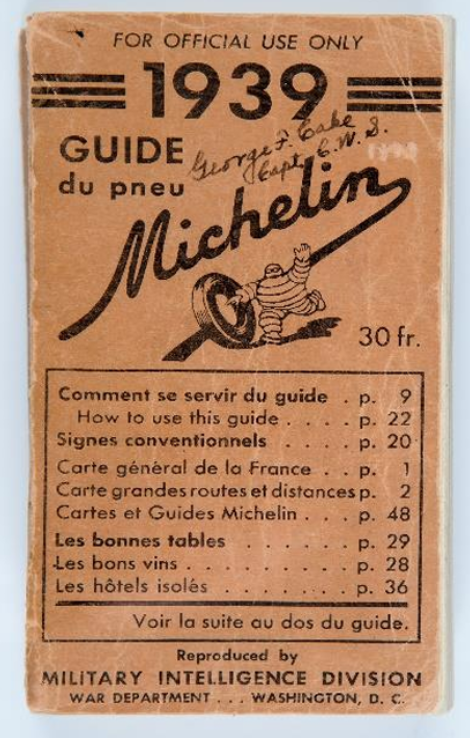 FOR OFFICIAL USE ONLY
1939
GUIDE
du pneu
George F. Cake
Capt. C.W.S.
Michelin
30 fr.
Comment se servir du guide . p. 9
How to use this guide . . . . p. 22
Signes conventionnels . . . . p. 20
Carte général de la France . . p. 1
Carte grandes routes et distances p. 2
Cartes et Guides Michelin . . . p. 48
Les bonnes tables . . . . . . p. 29
Les bons vins . . . . . . . . p. 28
Les hôtels isolés . . . . . . p. 36
Voir la suite au dos du guide.
Reproduced by
MILITARY INTELLIGENCE DIVISION
WAR DEPARTMENT . . . WASHINGTON, D. C.